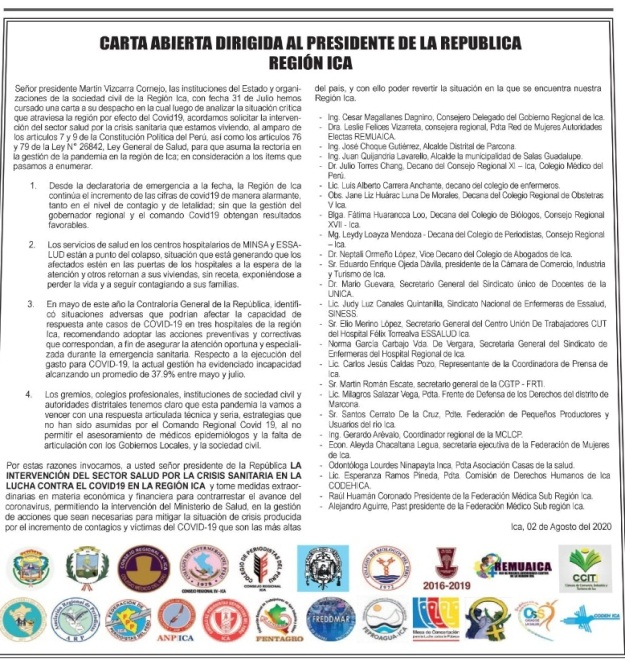 CARTA ABIERTA DIRIGIDA AL PRESIDENTE DE LA REPUBLICA
REGIÓN ICA
Señor presidente Martín Vizcarra Cornejo, las instituciones del Estado y organi-
zaciones de la sociedad civil de la Región Ica, con fecha 31 de Julio hemos
cursado una carta a su despacho en la cual luego de analizar la situación crítica
que atraviesa la región por efecto del Covid19, acordamos solicitar la interven-
ción del sector salud por la crisis sanitaria que estamos viviendo, al amparo de
los artículos 7 y 9 de la Constitución Política del Perú, así como los artículos 76
y 79 de la Ley N° 26842, Ley General de Salud, para que asuma la rectoría en
la gestión de la pandemia en la región de Ica; en consideración a los ítems que
pasamos a enumerar.
1. Desde la declaratoria de emergencia a la fecha, la Región de Ica
continúa el incremento de las cifras de covid19 de manera alarmante,
tanto en el nivel de contagio y de letalidad; sin que la gestión del
gobernador regional y el comando Covid19 obtengan resultados
favorables.
2. Los servicios de salud en los centros hospitalarios de MINSA y ESSA-
LUD están a punto del colapso, situación que está generando que los
afectados estén en las puertas de los hospitales a la espera de la
atención y otros retornan a sus viviendas, sin receta, exponiéndose a
perder la vida y a seguir contagiando a sus familias.
3. En mayo de este año la Contraloría General de la República, identifi-
có situaciones adversas que podrían afectar la capacidad de
respuesta ante casos de COVID-19 en tres hospitales de la región
Ica, recomendando adoptar las acciones preventivas y correctivas
que correspondan, a fin de asegurar la atención oportuna y especiali-
zada durante la emergencia sanitaria. Respecto a la ejecución del
gasto para COVID-19, la actual gestión ha evidenciado incapacidad
alcanzando un promedio de 37.9% entre mayo y julio.
4. Los gremios, colegios profesionales, instituciones de sociedad civil y
autoridades distritales tenemos claro que esta pandemia la vamos a
vencer con una respuesta articulada técnica y seria, estrategias que
no han sido asumidas por el Comando Regional Covid 19, al no
permitir el asesoramiento de médicos epidemiólogos y la falta de
articulación con los Gobiernos Locales, y la sociedad civil.
Por estas razones invocamos, a usted señor presidente de la República LA
INTERVENCIÓN DEL SECTOR SALUD POR LA CRISIS SANITARIA EN LA
LUCHA CONTRA EL COVID19 EN LA REGIÓN ICA y tome medidas extraor-
dinarias en materia económica y financiera para contrarrestar el avance del
coronavirus, permitiendo la intervención del Ministerio de Salud, en la gestión
de acciones que sean necesarias para mitigar la situación de crisis producida
por el incremento de contagios y víctimas del COVID-19 que son las más altas
del país, y con ello poder revertir la situación en la que se encuentra nuestra
Región Ica.
- Ing. Cesar Magallanes Dagnino, Consejero Delegado del Gobierno Regional de Ica.
- Dra. Leslie Felices Vizarreta, consejera regional, Pdta Red de Mujeres Autoridades
Electas REMUAICA.
- Ing. José Choque Gutiérrez, Alcalde Distrital de Parcona.
- Ing. Juan Quijandria Lavarello, Alcalde la municipalidad de Salas Guadalupe.
- Dr. Julio Torres Chang, Decano del Consejo Regional XI – Ica, Colegio Médico del
Perú.
- Lic. Luis Alberto Carrera Anchante, decano del colegio de enfermeros.
- Obs. Jane Liz Huárac Luna De Morales, Decana del Colegio Regional de Obstetras
V Ica.
- Blga. Fátima Huarancca Loo, Decana del Colegio de Biólogos, Consejo Regional
XVII - Ica.
- Mg. Leydy Loayza Mendoza - Decana del Colegio de Periodistas, Consejo Regional
– Ica.
- Dr. Neptalí Ormeño López, Vice Decano del Colegio de Abogados de Ica.
- Sr. Eduardo Enrique Ojeda Dávila, presidente de la Cámara de Comercio, Industria
y Turismo de Ica.
- Dr. Mario Guevara, Secretario General del Sindicato único de Docentes de la
UNICA.
- Lic. Judy Luz Canales Quintanilla, Sindicato Nacional de Enfermeras de Essalud,
SINESS.
- Sr. Elio Merino López, Secretario General del Centro Unión De Trabajadores CUT
del Hospital Félix Torrealva ESSALUD Ica.
- Norma García Carbajo Vda. De Vergara, Secretaria General del Sindicato de
Enfermeras del Hospital Regional de Ica.
- Lic. Carlos Jesús Caldas Pozo, Representante de la Coordinadora de Prensa de
Ica.
- Sr. Martín Román Escate, secretario general de la CGTP - FRTI.
- Lic. Milagros Salazar Vega, Pdta. Frente de Defensa de los Derechos del distrito de
Marcona.
- Sr. Santos Cerrato De la Cruz, Pdte. Federación de Pequeños Productores y
Usuarios del río Ica.
- Ing. Gerardo Arévalo, Coordinador regional de la MCLCP.
- Econ. Aleyda Chacaltana Legua, secretaria ejecutiva de la Federación de Mujeres
de Ica.
- Odontóloga Lourdes Ninapayta Inca, Pdta Asociación Casas de la salud.
- Lic. Esperanza Ramos Pineda, Pdta. Comisión de Derechos Humanos de Ica
CODEHICA.
- Raúl Huamán Coronado Presidente de la Federación Médica Sub Región Ica.
- Alejandro Aguirre, Past presidente de la Federación Médico Sub región Ica.
Ica, 02 de Agosto del 2020
CONSEJO REGIONAL XV - ICA
2016-2019
REMUAICA
CCIT
ANP/ICA
ICA
PENTAGRO
FREDDMAR
FEPROAGUA-ICA
CODEH ICA